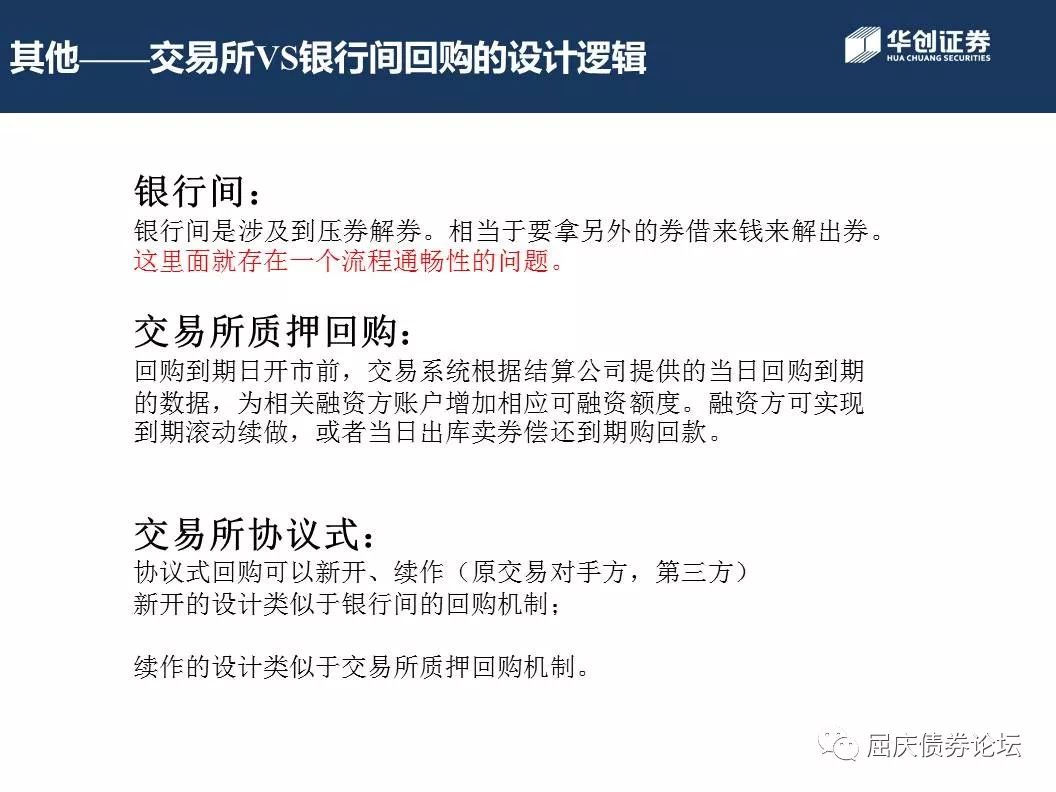 其他——交易所VS银行间回购的设计逻辑
华创证券
HUA CHUANG SECURITIES
银行间：
银行间是涉及到压券解券。相当于要拿另外的券借来钱来解出券。
这里面就存在一个流程通畅性的问题。
交易所质押回购：
回购到期日开市前，交易系统根据结算公司提供的当日回购到期
的数据，为相关融资方账户增加相应可融资额度。融资方可实现
到期滚动续做，或者当日出库卖券偿还到期购回款。
交易所协议式：
协议式回购可以新开、续作（原交易对手方，第三方）
新开的设计类似于银行间的回购机制；
续作的设计类似于交易所质押回购机制。
屈庆债券论坛